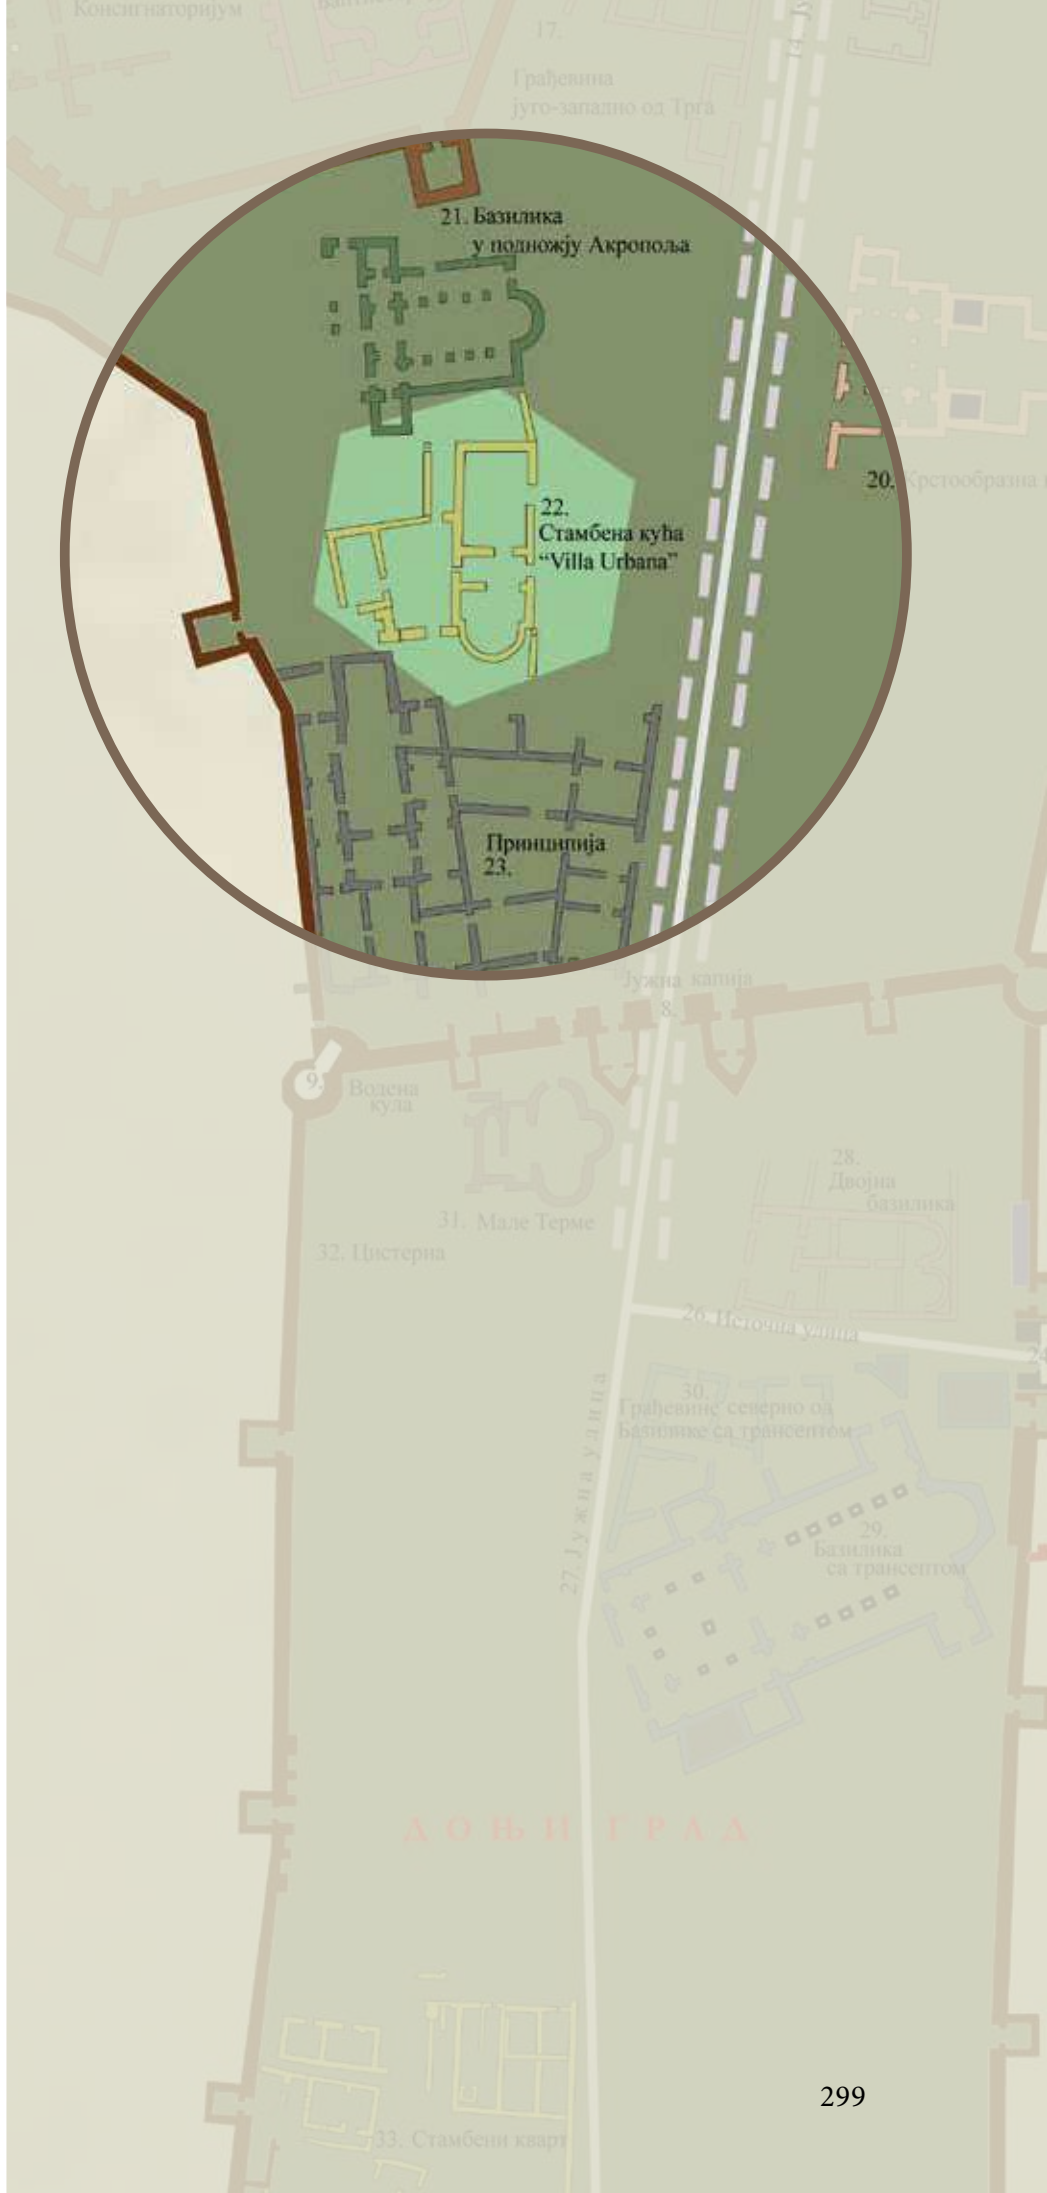 Консигнаторијум
17.
Грађевина
југо-западно од Трга
21. Базилика
у подножју Акропоља
22.
Стамбена кућа
“Villa Urbana”
20. Крстообразна
Принципија
23.
Јужна капија
8.
9. Водена
кула
28.
Двојна
базилика
31. Мале Терме
32. Цистерна
26. Источна улица
24
30.
Грађевине северно од
Базилике са трансептом
27. Јужна улица
29.
Базилика
са трансептом
ДОЊИ ГРАД
299
33. Стамбени кварт